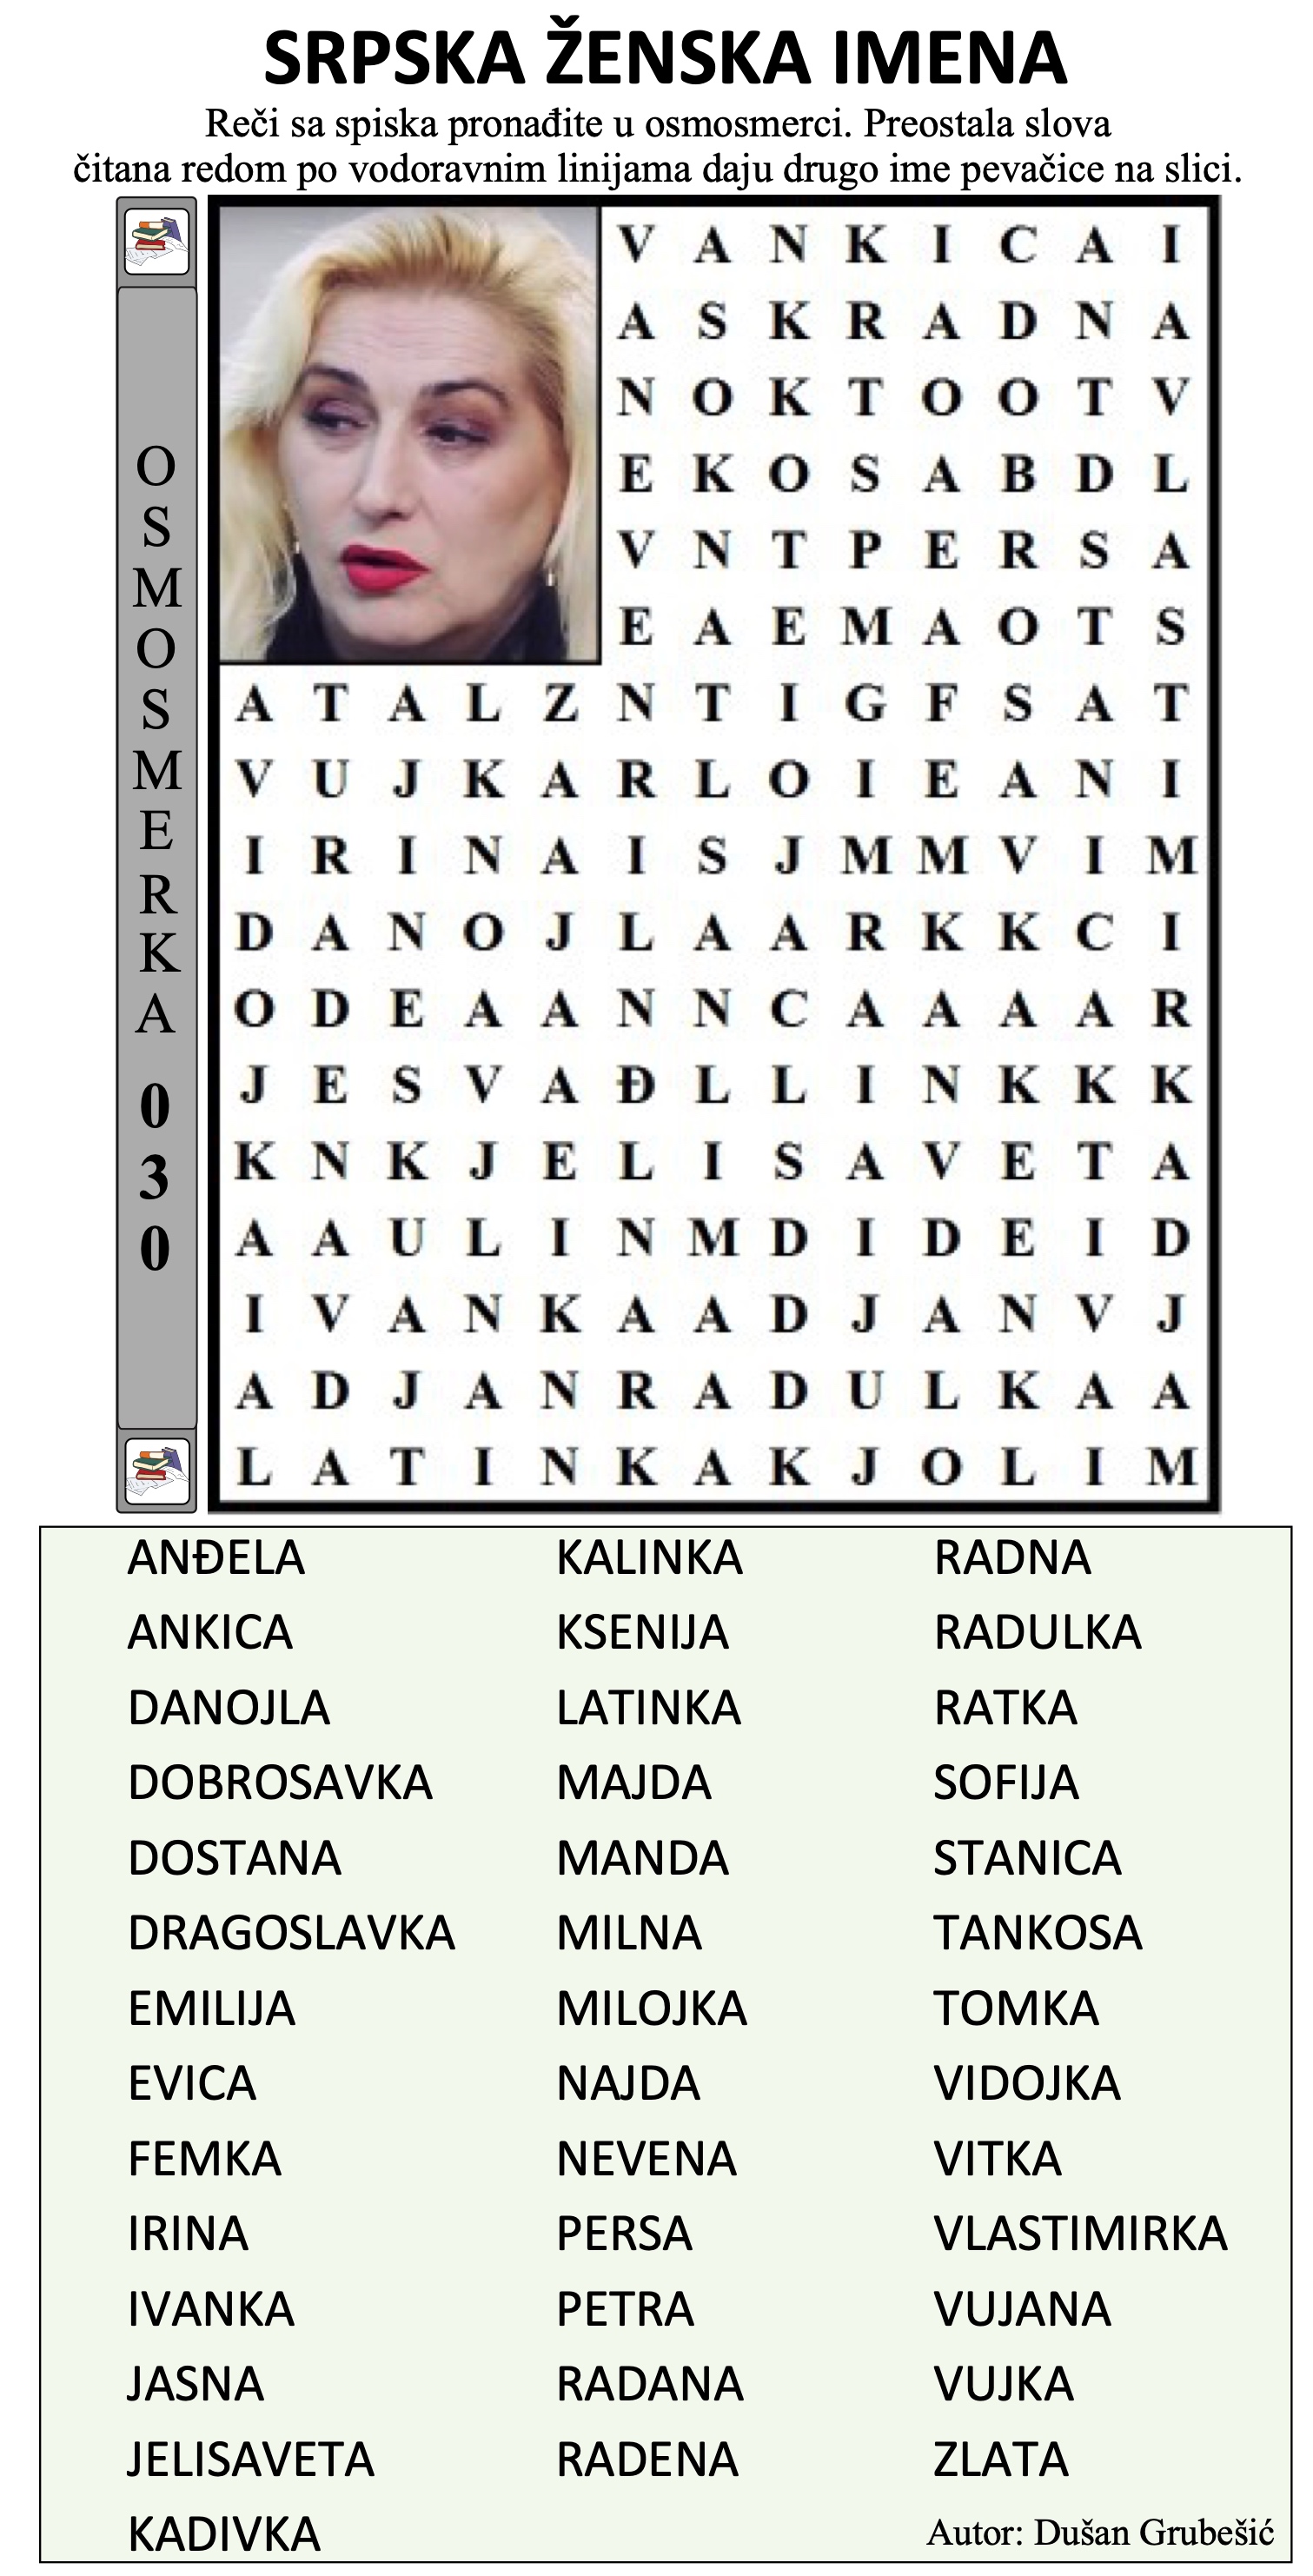 SRPSKA ŽENSKA IMENA
Reči sa spiska pronađite u osmosmerci. Preostala slova
čitana redom po vodoravnim linijama daju drugo ime pevačice na slici.
OSMOSMERKA 030
V A N K I C A I
A S K R A D N A
N O K T O O T V
E K O S A B D L
V N T P E R S A
E A E M A O T S
A T A L Z N T I G F S A T
V U J K A R L O I E A N I
I R I N A I S J M M V I M
D A N O J L A A R K K C I
O D E A A N N C A A A A R
J E S V A Đ L L I N K K K
K N K J E L I S A V E T A
A A U L I N M D I D E I D
I V A N K A A D J A N V J
A D J A N R A D U L K A A
L A T I N K A K J O L I M
ANĐELA
ANKICA
DANOJLA
DOBROSAVKA
DOSTANA
DRAGOSLAVKA
EMILIJA
EVICA
FEMKA
IRINA
IVANKA
JASNA
JELISAVETA
KADIVKA
KALINKA
KSENIJA
LATINKA
MAJDA
MANDA
MILNA
MILOJKA
NAJDA
NEVENA
PERSA
PETRA
RADANA
RADENA
RADNA
RADULKA
RATKA
SOFIJA
STANICA
TANKOSA
TOMKA
VIDOJKA
VITKA
VLASTIMIRKA
VUJANA
VUJKA
ZLATA
Autor: Dušan Grubešić